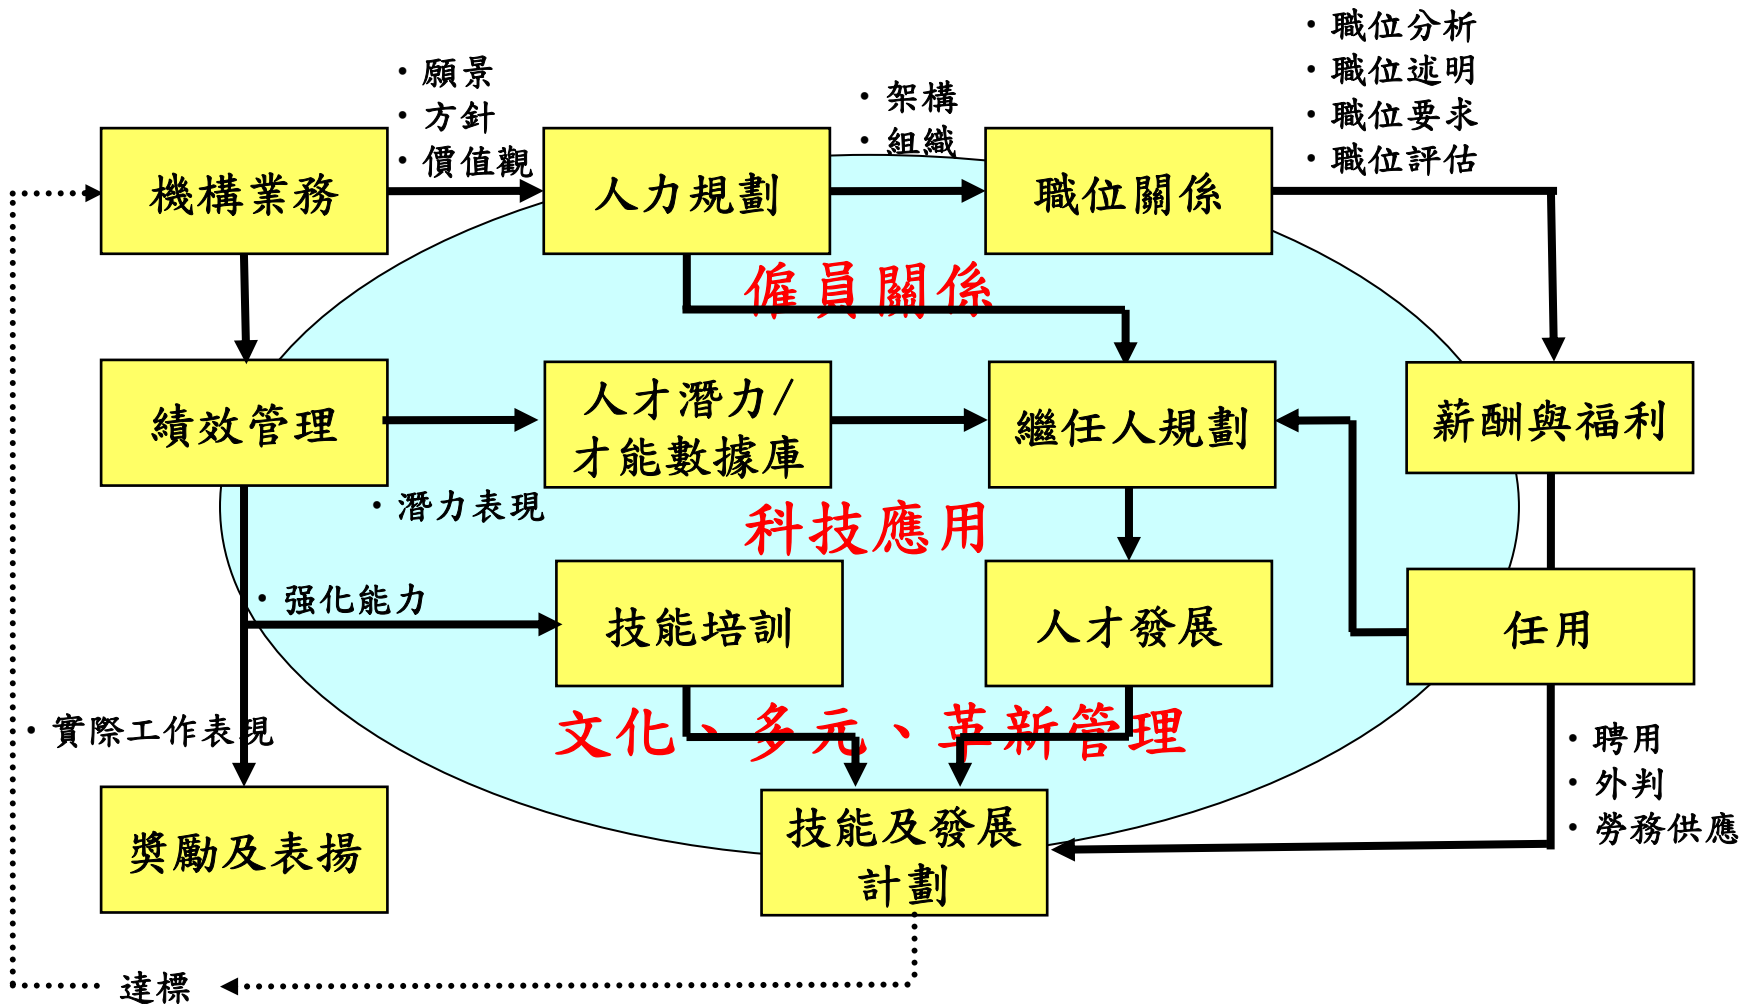 ・職位分析
・職位述明
・職位要求
・職位評估
・願景
・方針
・價值觀
・架構
・組織
機構業務
人力規劃
職位關係
僱員關係
績效管理
人才潛力/
才能數據庫
繼任人規劃
薪酬與福利
・潛力表現
科技應用
・强化能力
技能培訓
人才發展
任用
・實際工作表現
文化、多元、革新管理
・聘用
・外判
・勞務供應
獎勵及表揚
技能及發展
計劃
達標